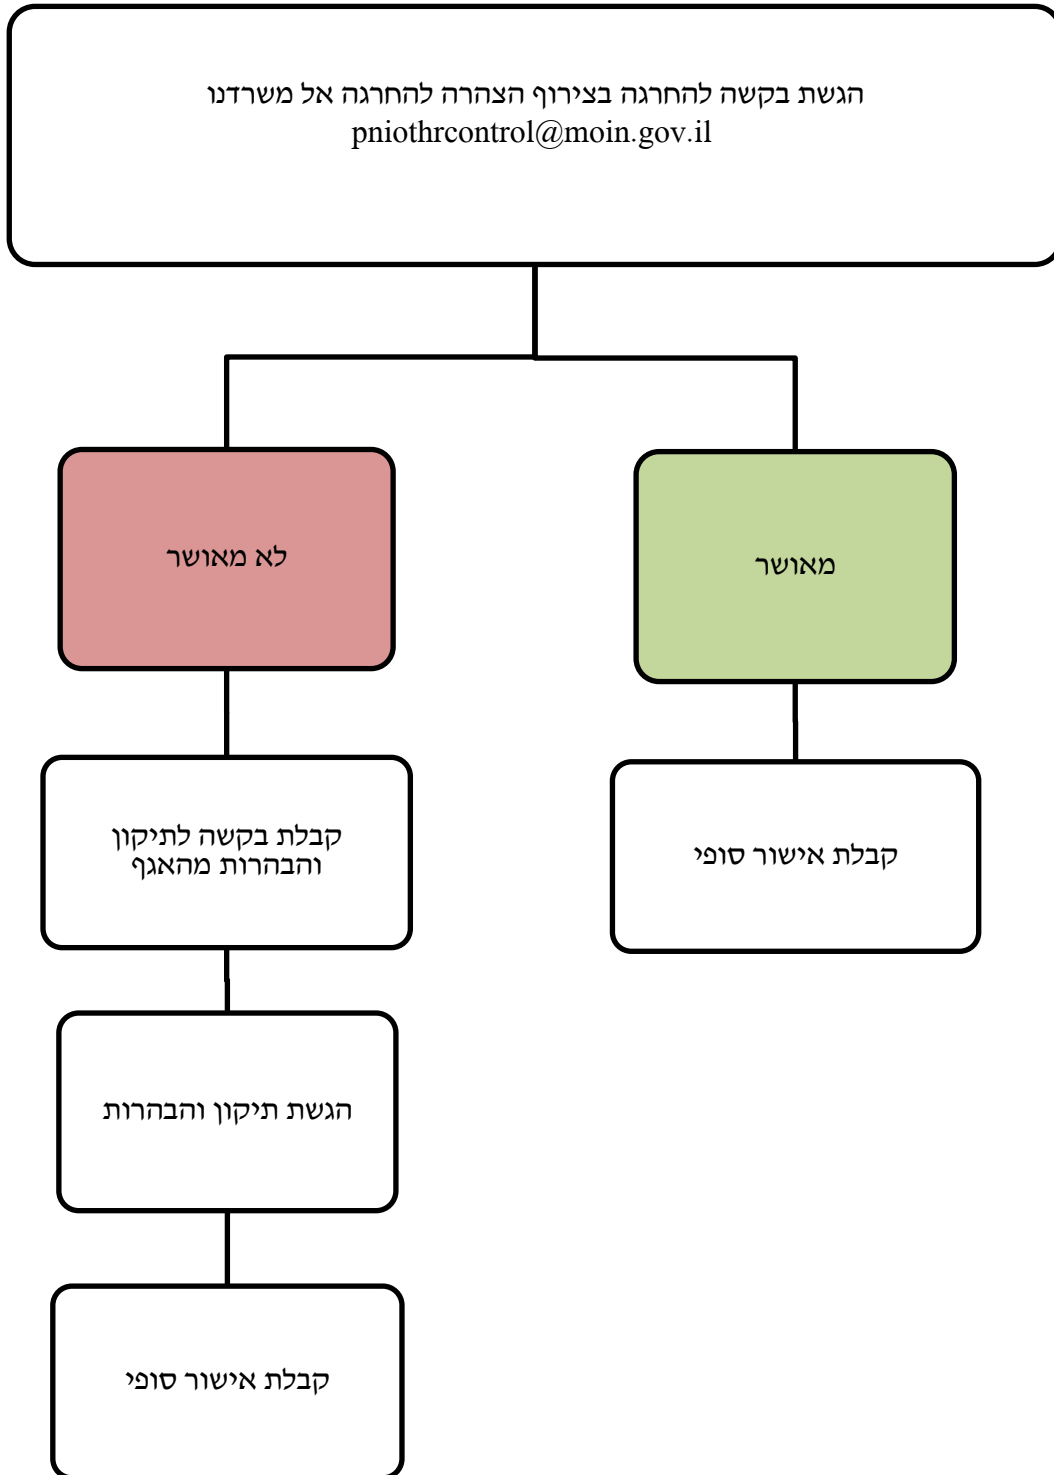 הגשת בקשה להחרגה בצירוף הצהרה להחרגה אל משרדנו
pniothrcontrol@moin.gov.il
מאושר
קבלת אישור סופי
לא מאושר
קבלת בקשה לתיקון
והבהרות מהאגף
הגשת תיקון והבהרות
קבלת אישור סופי